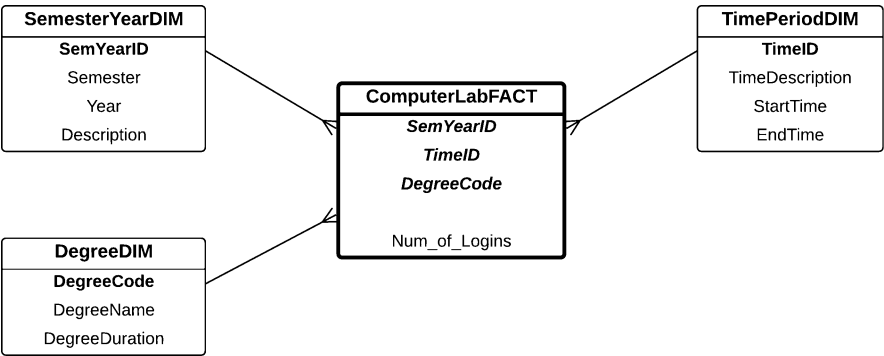 SemesterYearDIM
SemYearID
Semester
Year
Description
TimePeriodDIM
TimeID
TimeDescription
StartTime
EndTime
ComputerLabFACT
SemYearID
TimeID
DegreeCode
Num_of_Logins
DegreeDIM
DegreeCode
DegreeName
DegreeDuration